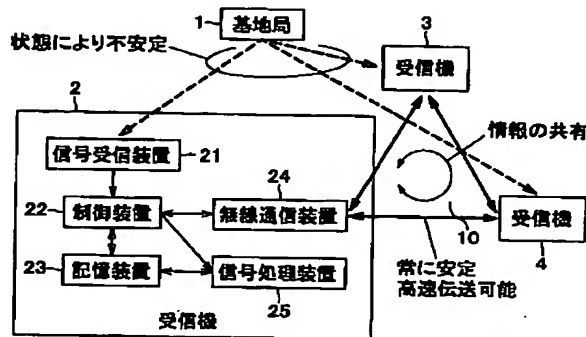 1
基地局
状態により不安定
3
受信機
2
情報の共有
信号受信装置
21
24
22
制御装置
無線通信装置
10
受信機
4
23
記憶装置
信号処理装置
25
常に安定
高速伝送可能
受信機